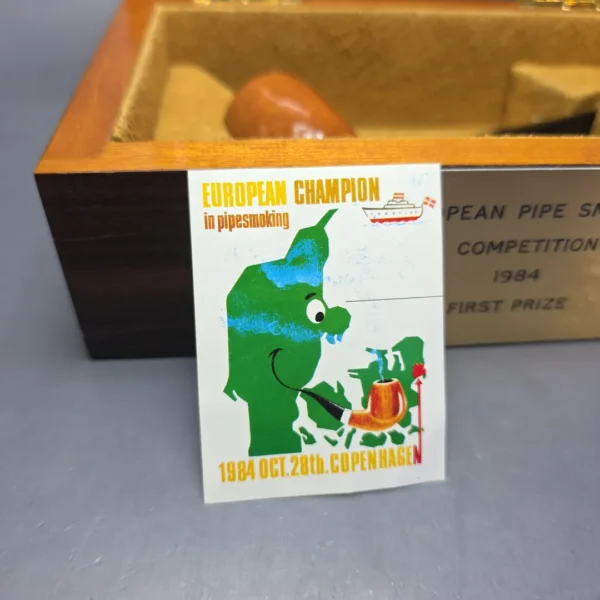 EUROPEAN CHAMPION
in pipesmoking
1984 OCT. 28th. COPENHAGEN
PEAN PIPE SM
COMPETITION
1984
FIRST PRIZE